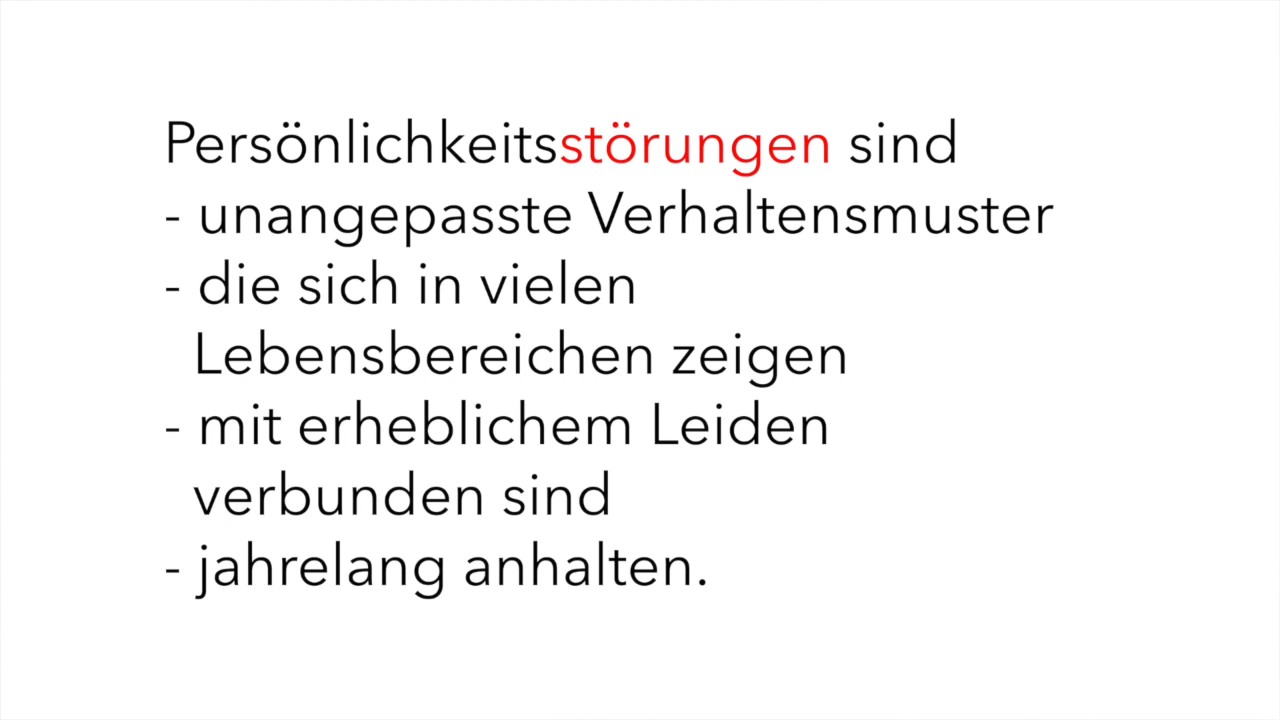 Persönlichkeitsstörungen sind
- unangepasste Verhaltensmuster
- die sich in vielen
Lebensbereichen zeigen
- mit erheblichem Leiden
verbunden sind
- jahrelang anhalten.